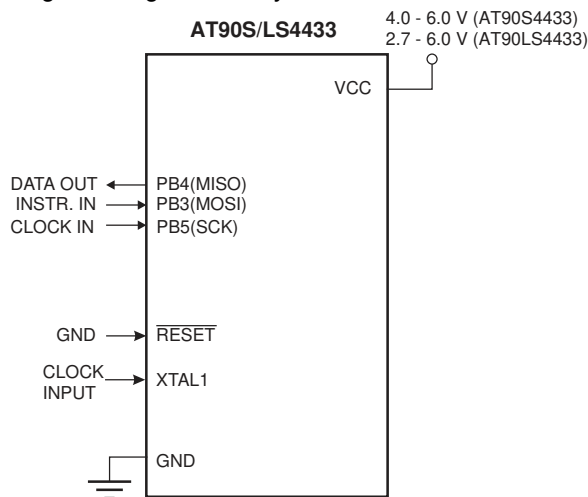 AT90S/LS4433
4.0 - 6.0 V (AT90S4433)
2.7 - 6.0 V (AT90LS4433)
VCC
DATA OUT
PB4(MISO)
INSTR. IN
PB3(MOSI)
CLOCK IN
PB5(SCK)
GND
RESET
CLOCK
INPUT
XTAL1
GND